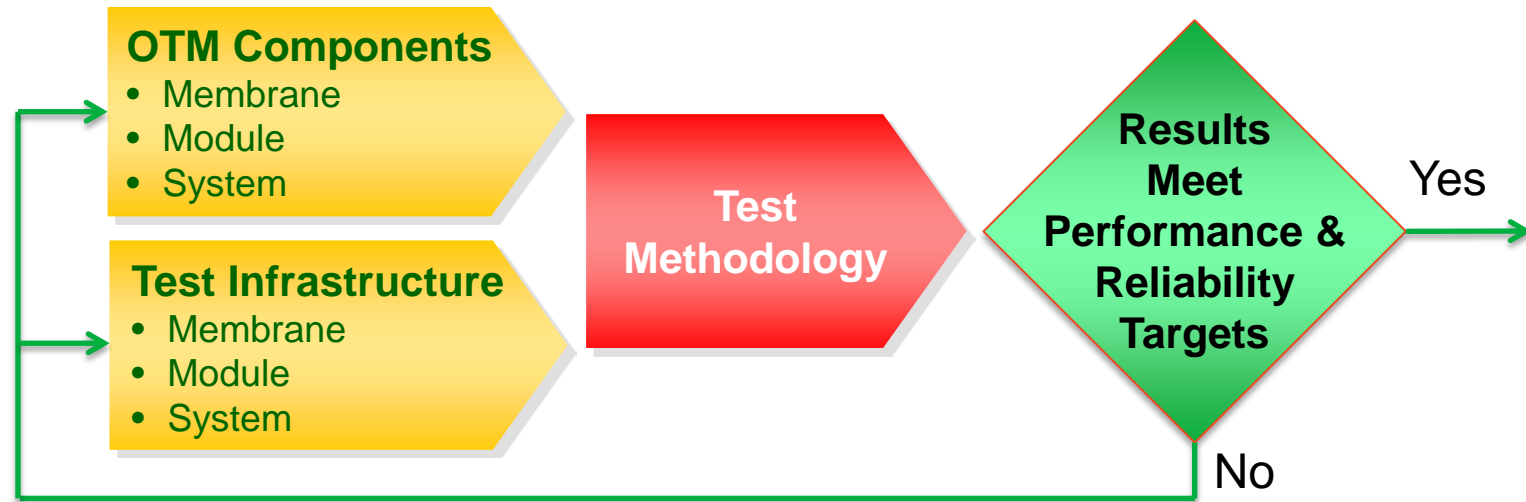 OTM Components
• Membrane
• Module
• System
Test Infrastructure
• Membrane
• Module
• System
Test
Methodology
Results
Meet
Performance &
Reliability
Targets
Yes
No